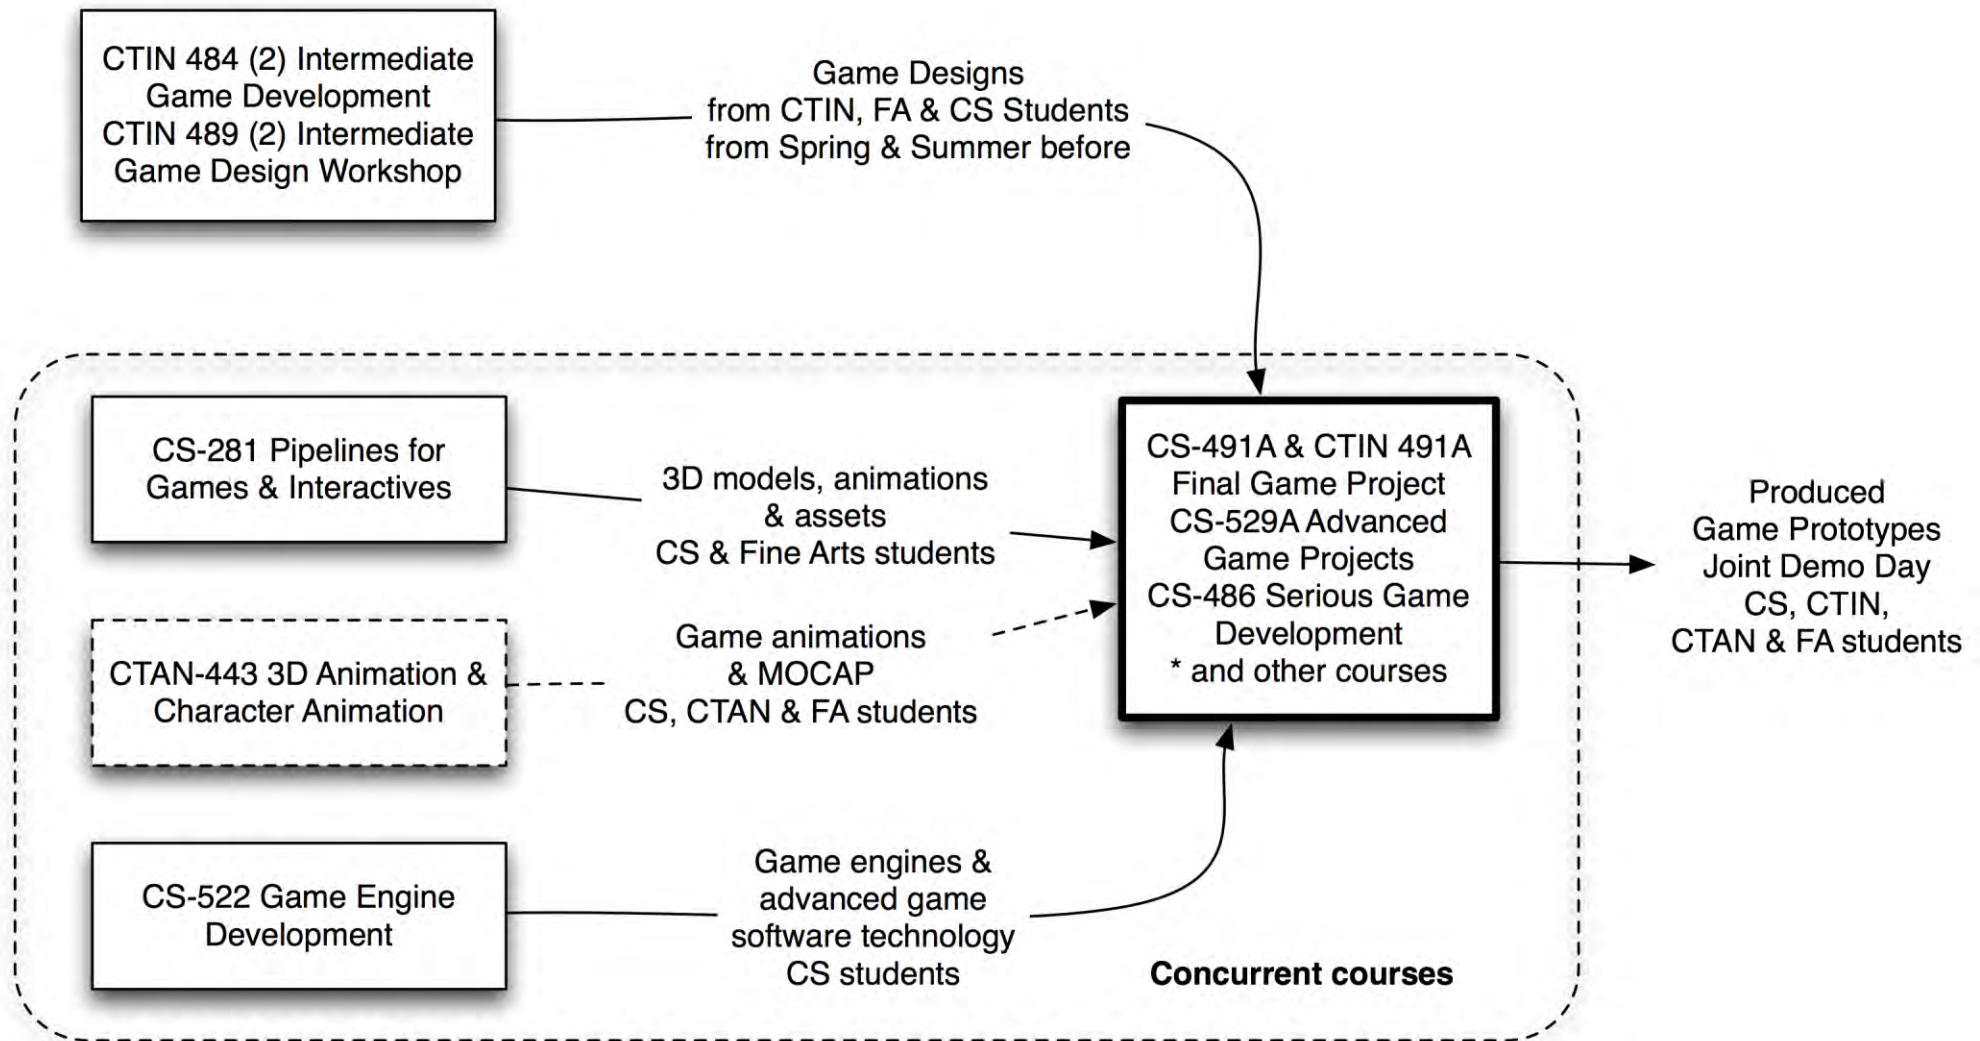 CTIN 484 (2) Intermediate
Game Development
CTIN 489 (2) Intermediate
Game Design Workshop
Game Designs
from CTIN, FA & CS Students
from Spring & Summer before
CS-281 Pipelines for
Games & Interactives
3D models, animations
& assets
CS & Fine Arts students
CTAN-443 3D Animation &
Character Animation
Game animations
& MOCAP
CS, CTAN & FA students
CS-522 Game Engine
Development
Game engines &
advanced game
software technology
CS students
CS-491A & CTIN 491A
Final Game Project
CS-529A Advanced
Game Projects
CS-486 Serious Game
Development
* and other courses
Concurrent courses
Produced
Game Prototypes
Joint Demo Day
CS, CTIN,
CTAN & FA students